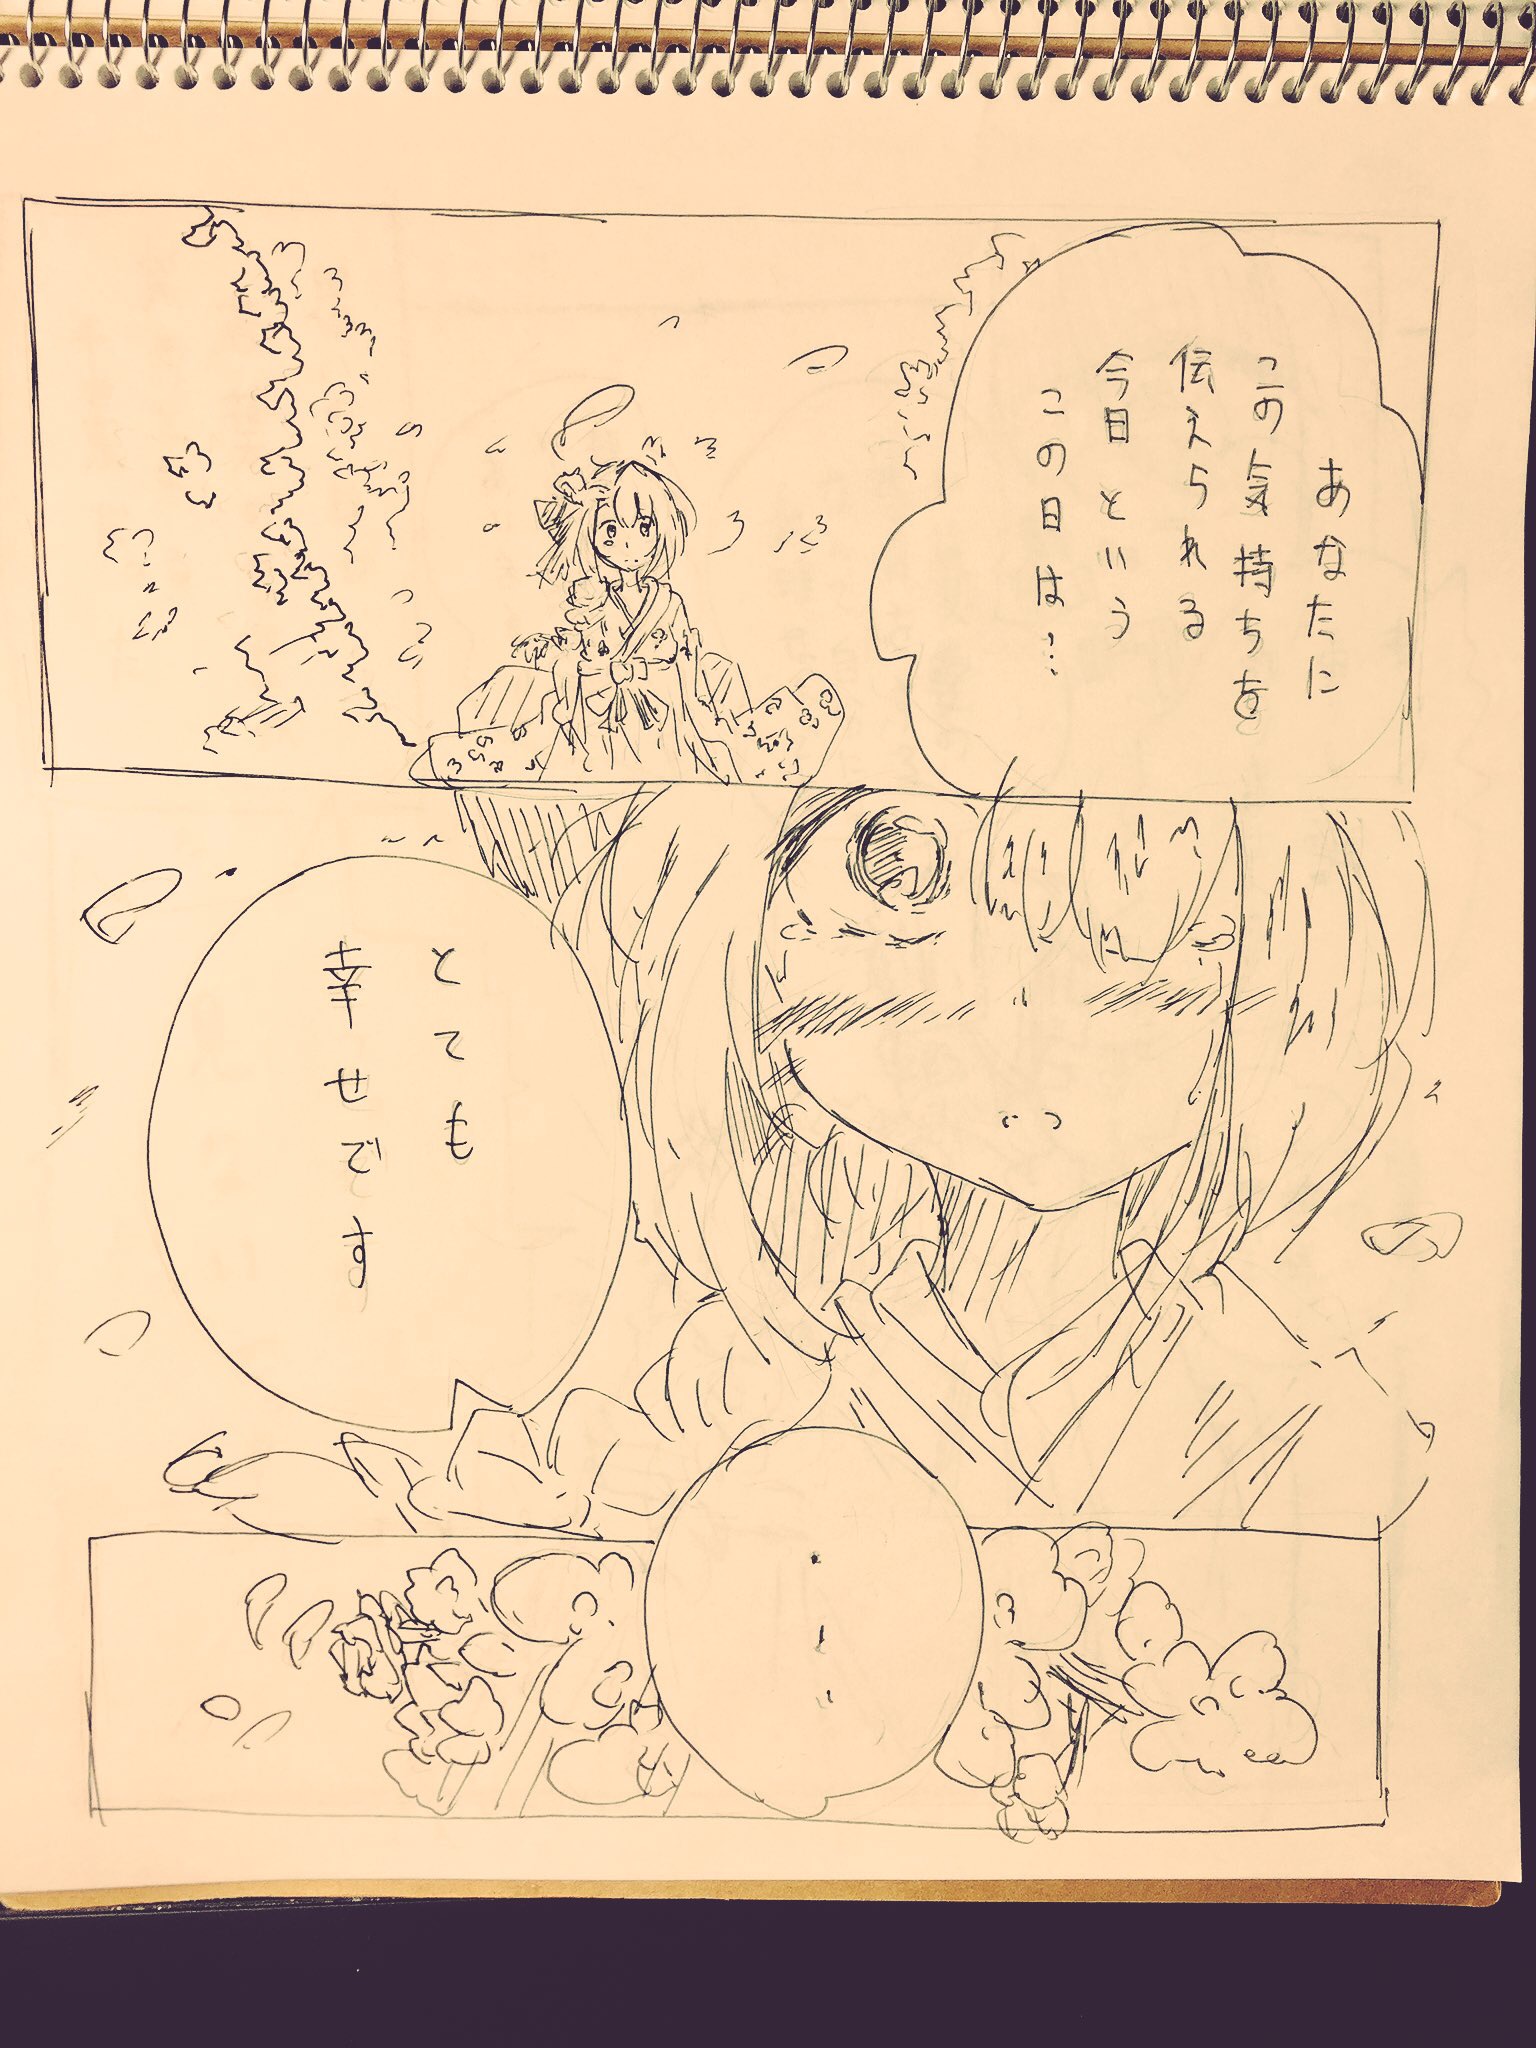 あなたに
この気持ちを
伝えられる
今日という
この日は…
とても
幸せです